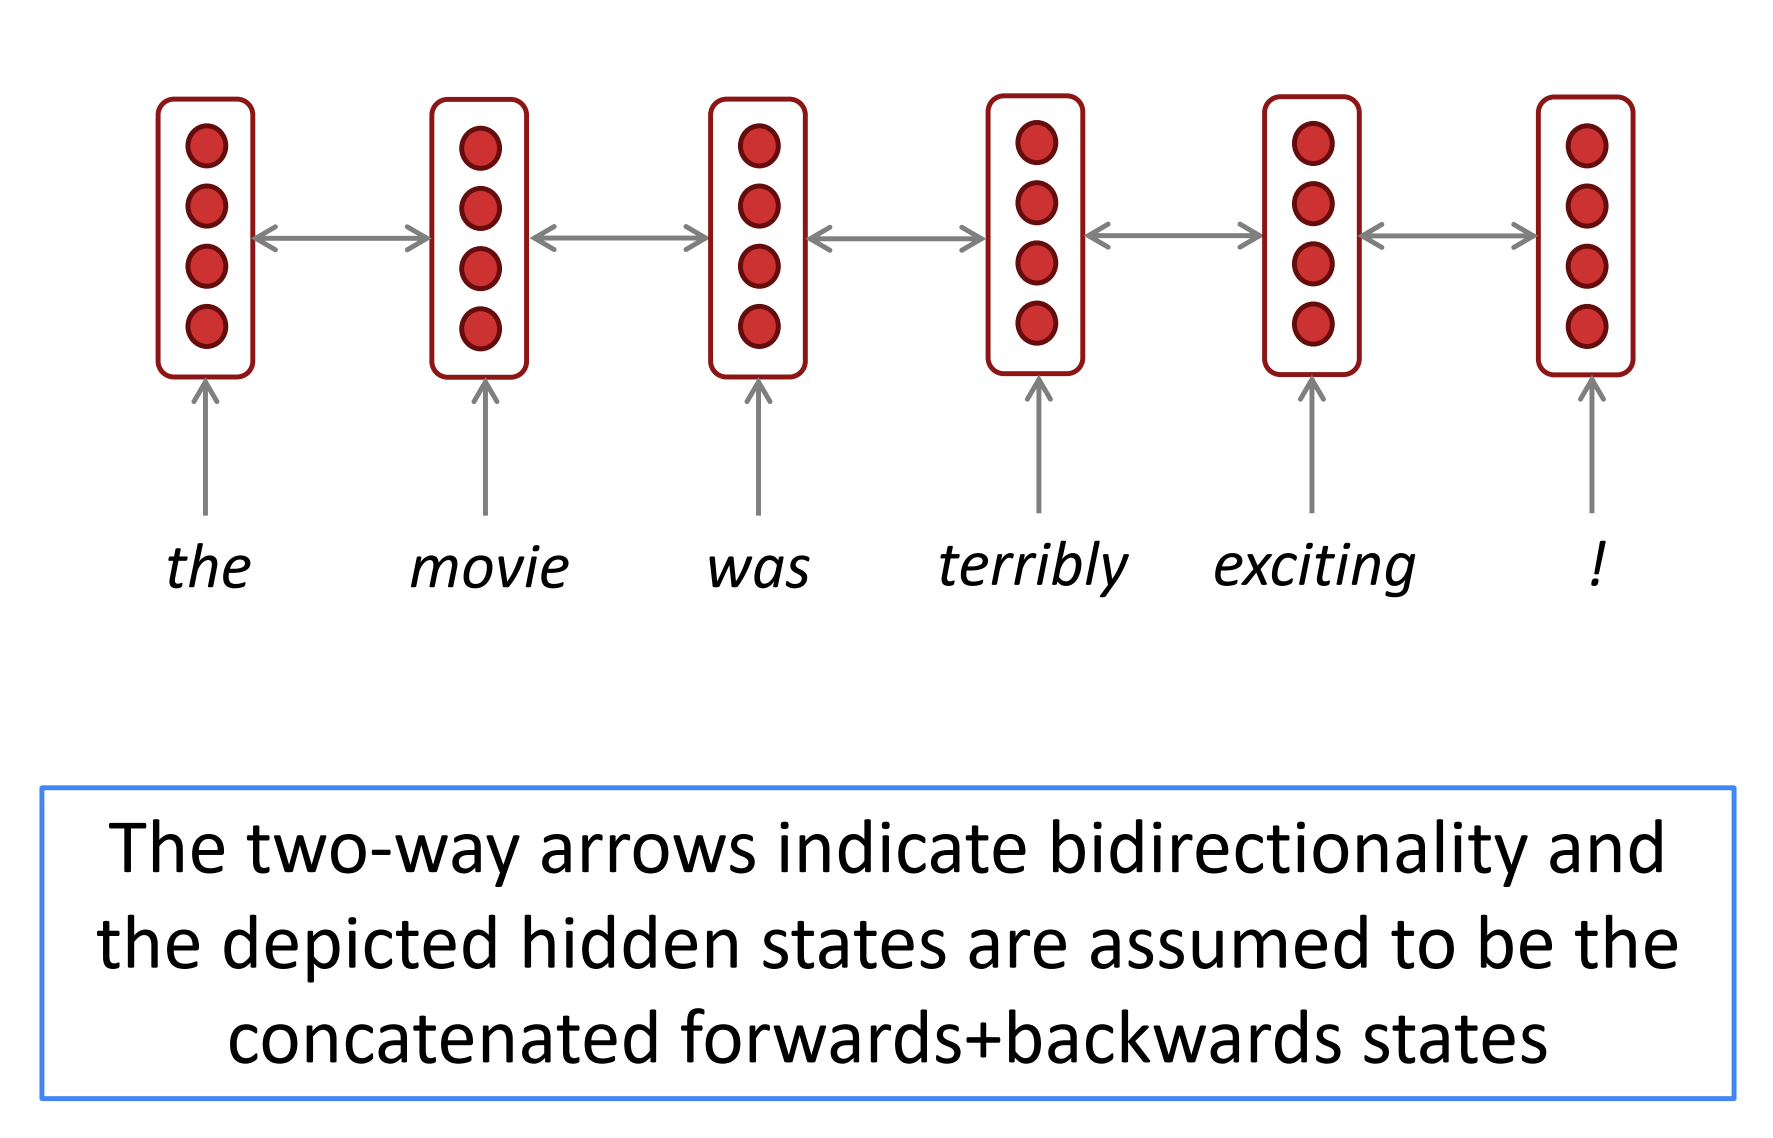 the movie was terribly exciting !
The two-way arrows indicate bidirectionality and
the depicted hidden states are assumed to be the
concatenated forwards+backwards states